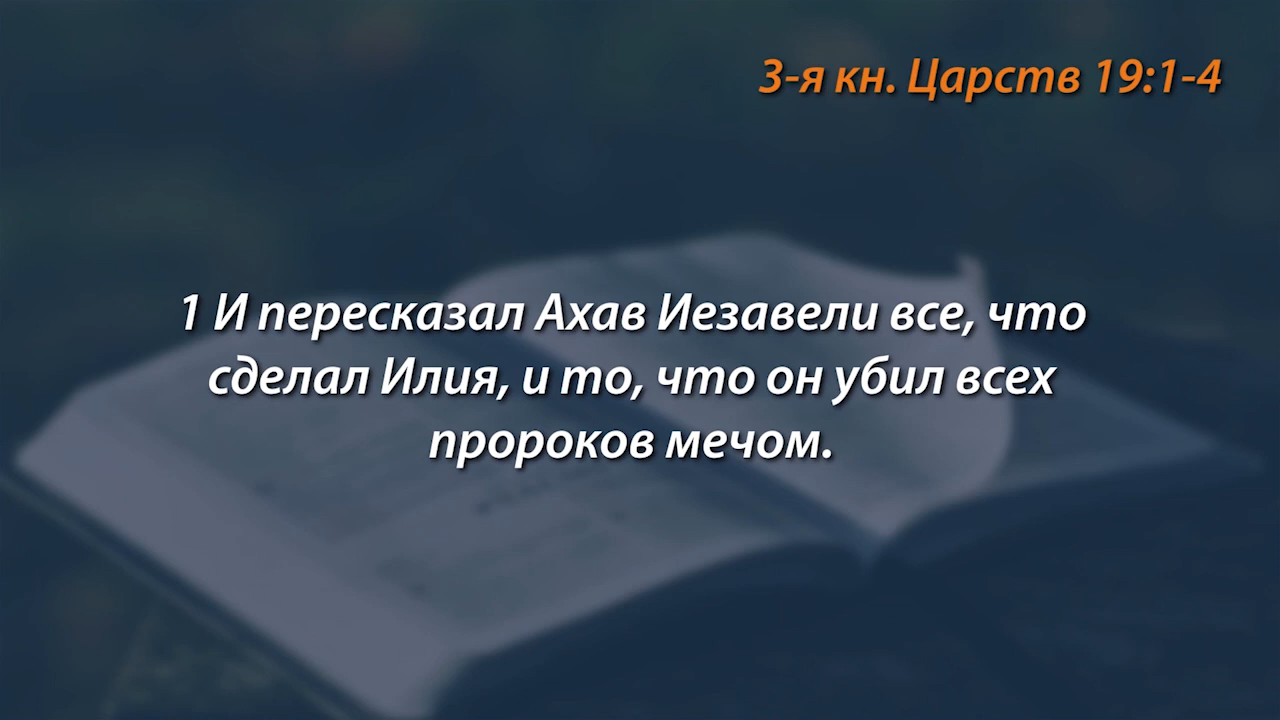 3-я кн. Царств 19:1-4
1 И пересказал Ахав Иезавели все, что
сделал Илия, и то, что он убил всех
пророков мечом.